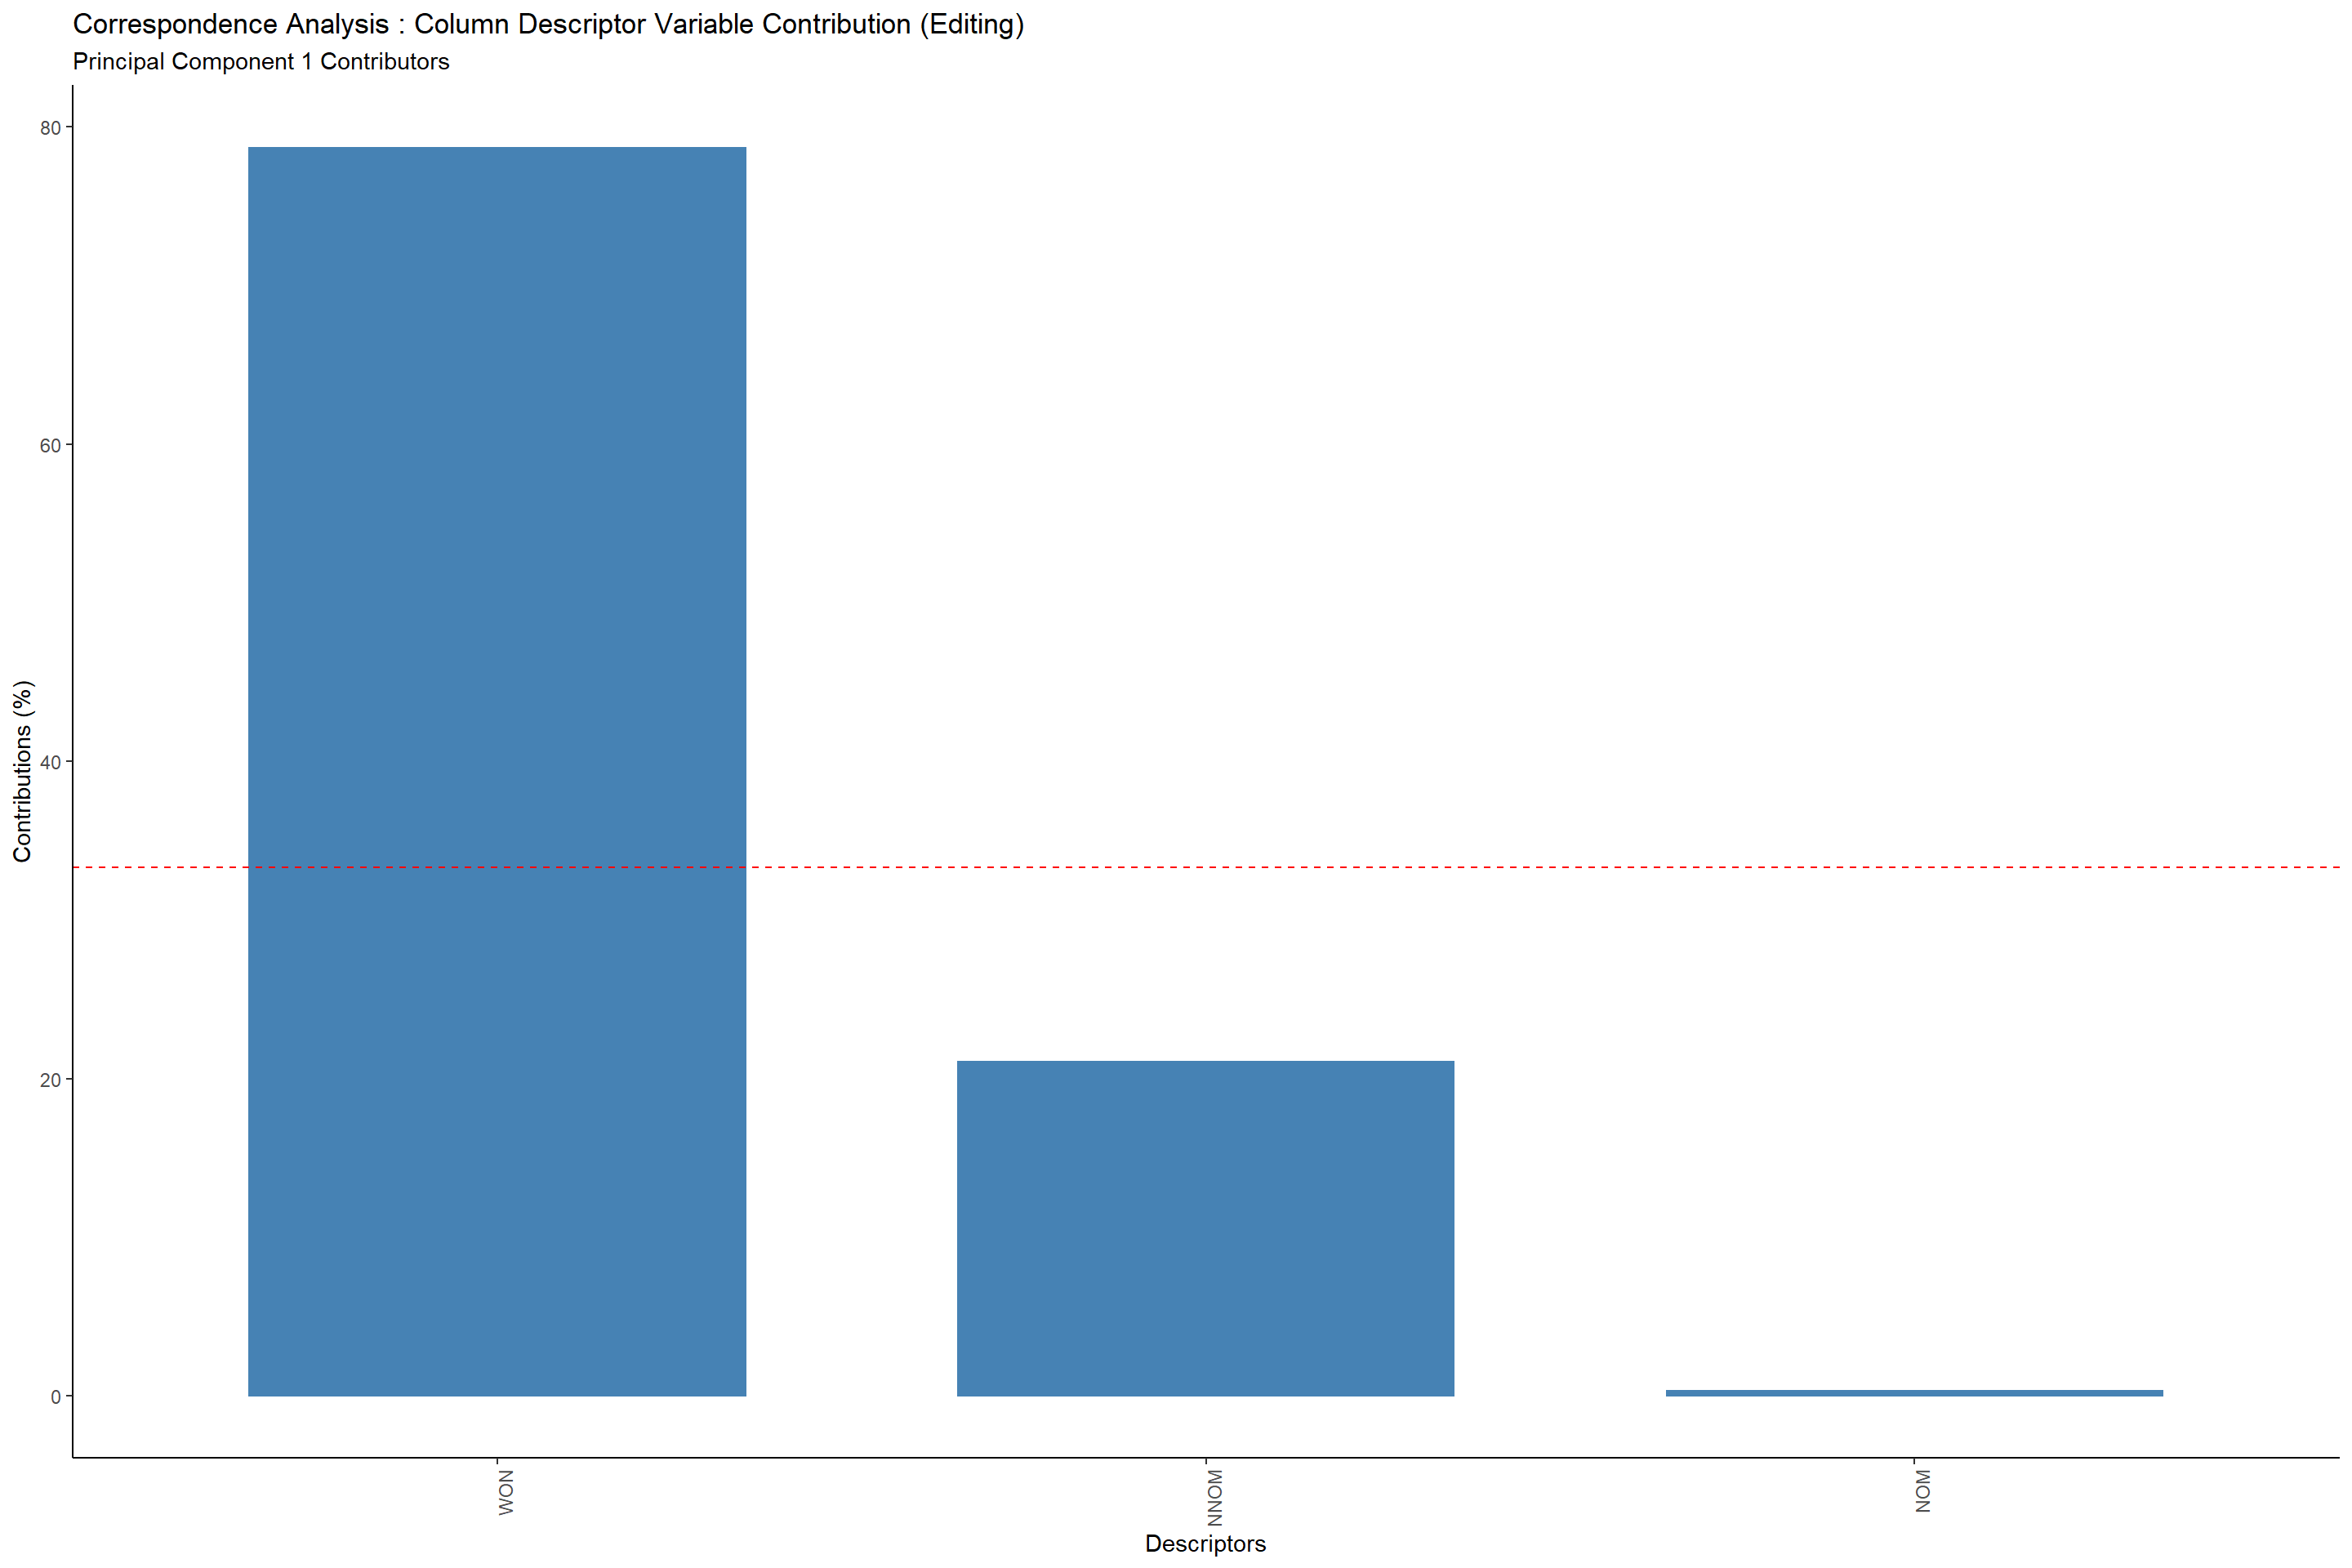 Correspondence Analysis : Column Descriptor Variable Contribution (Editing)
Principal Component 1 Contributors
Contributions (%)
80
60
40
20
0
WON
NNOM
NOM
Descriptors